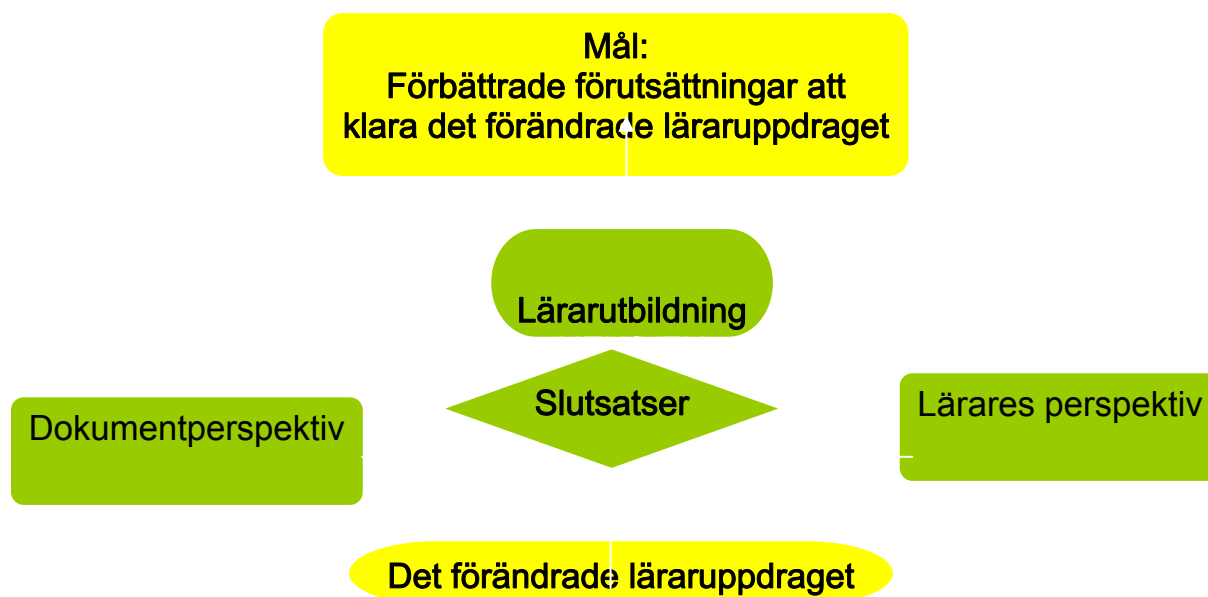 Mål:
Förbättrade förutsättningar att
klara det förändrade läraruppdraget
Lärarutbildning
Slutsatser
Dokumentperspektiv
Lärares perspektiv
Det förändrade läraruppdraget